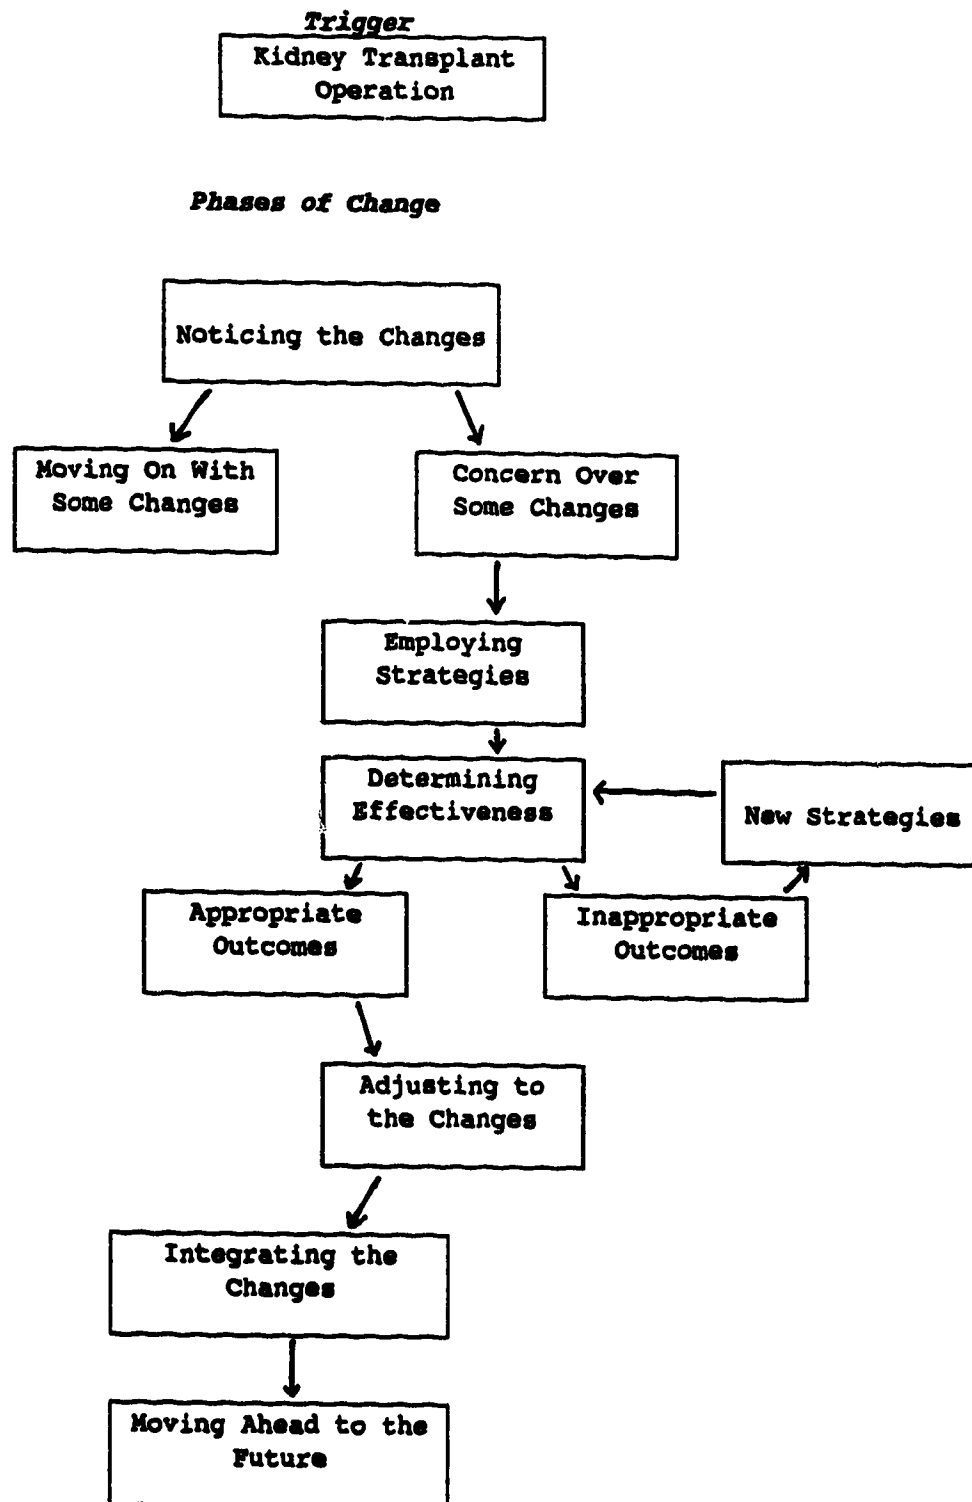 Trigger
Kidney Transplant
Operation
Phases of Change
Noticing the Changes
Moving On With
Some Changes
Concern Over
Some Changes
Employing
Strategies
Determining
Effectiveness
New Strategies
Appropriate
Outcomes
Inappropriate
Outcomes
Adjusting to
the Changes
Integrating the
Changes
Moving Ahead to the
Future